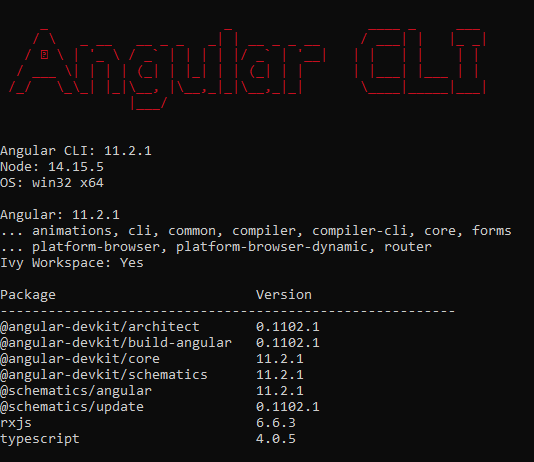 Angular CLI
Angular CLI: 11.2.1
Node: 14.15.5
OS: win32 x64
Angular: 11.2.1
... animations, cli, common, compiler, compiler-cli, core, forms
... platform-browser, platform-browser-dynamic, router
Ivy Workspace: Yes
Package                         Version
---------------------------------------------------------
@angular-devkit/architect       0.1102.1
@angular-devkit/build-angular   0.1102.1
@angular-devkit/core            11.2.1
@angular-devkit/schematics      11.2.1
@schematics/angular             11.2.1
@schematics/update              0.1102.1
rxjs                            6.6.3
typescript                      4.0.5